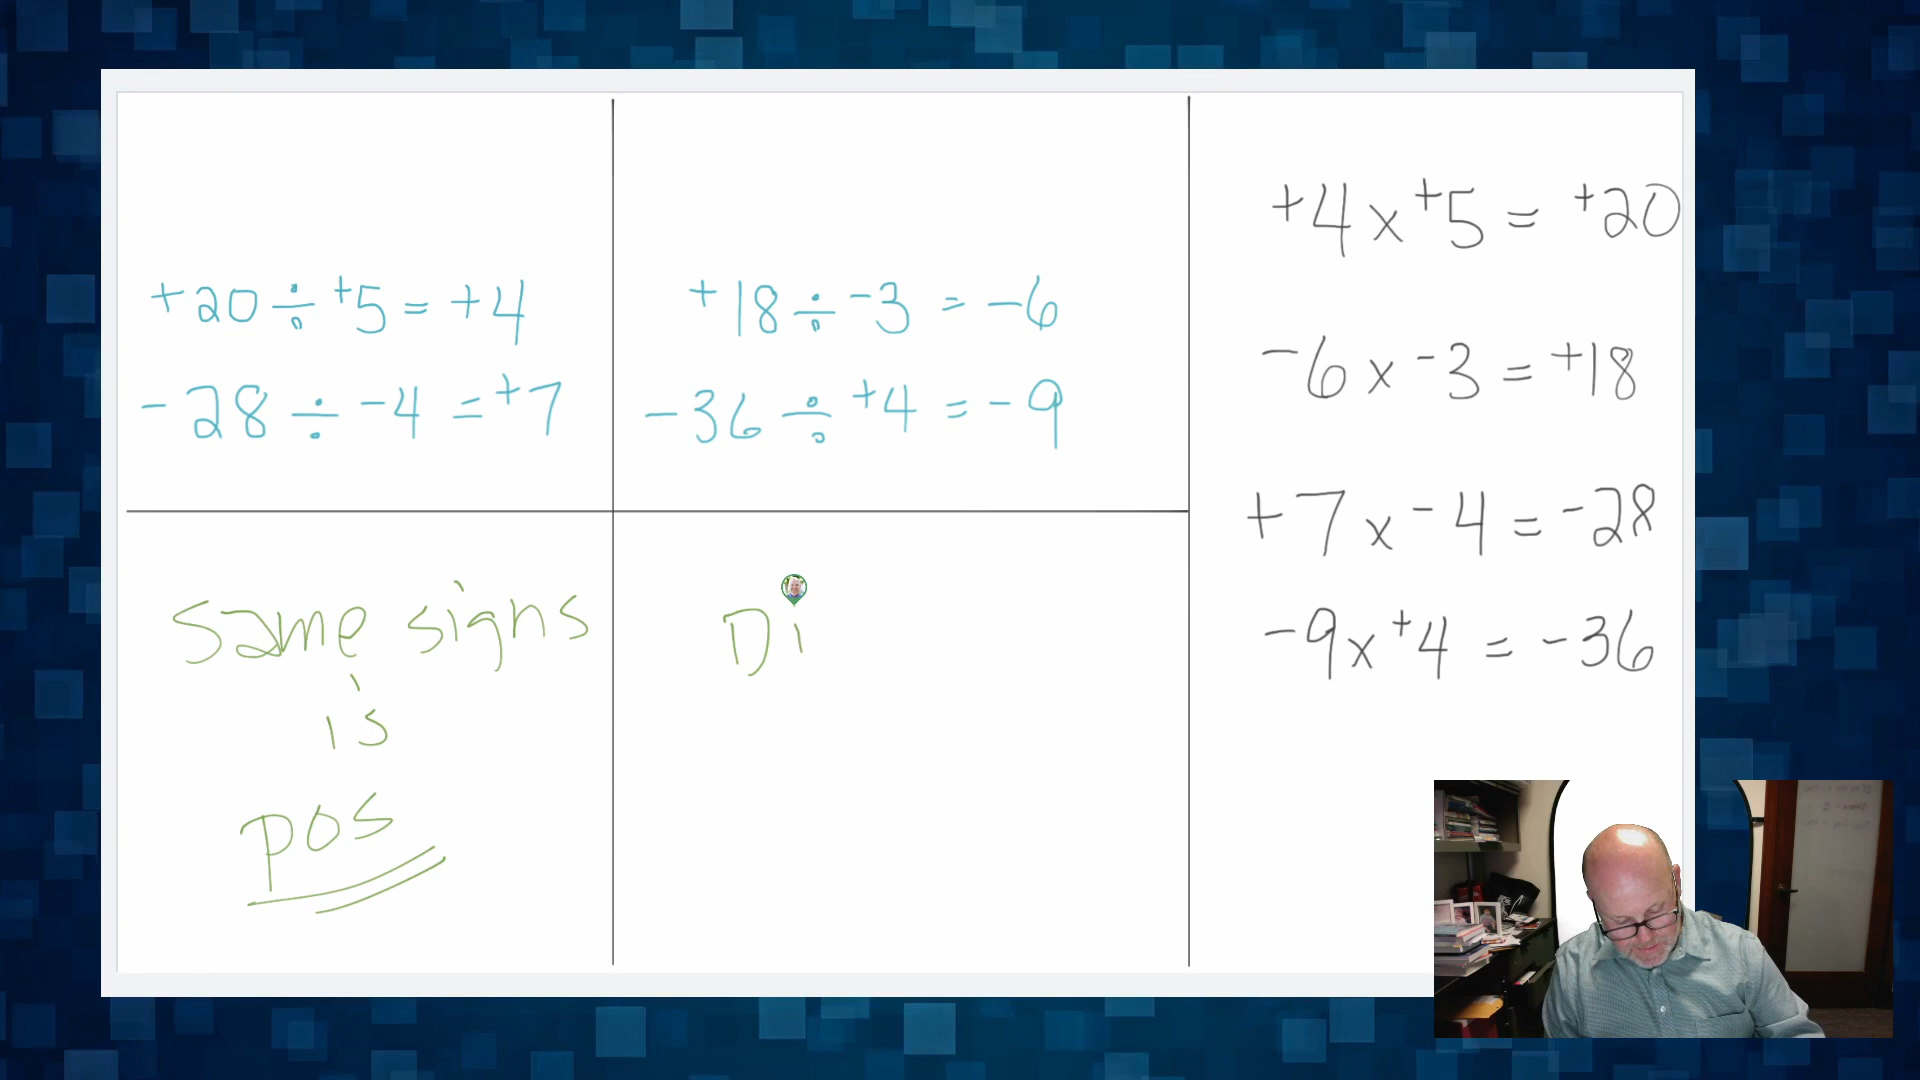 +20 ÷ +5 = +4
-28 ÷ -4 = +7
+18 ÷ -3 = -6
-36 ÷ +4 = -9
same signs
is
pos
Di
+4 x +5 = +20
-6 x -3 = +18
+7 x -4 = -28
-9 x +4 = -36